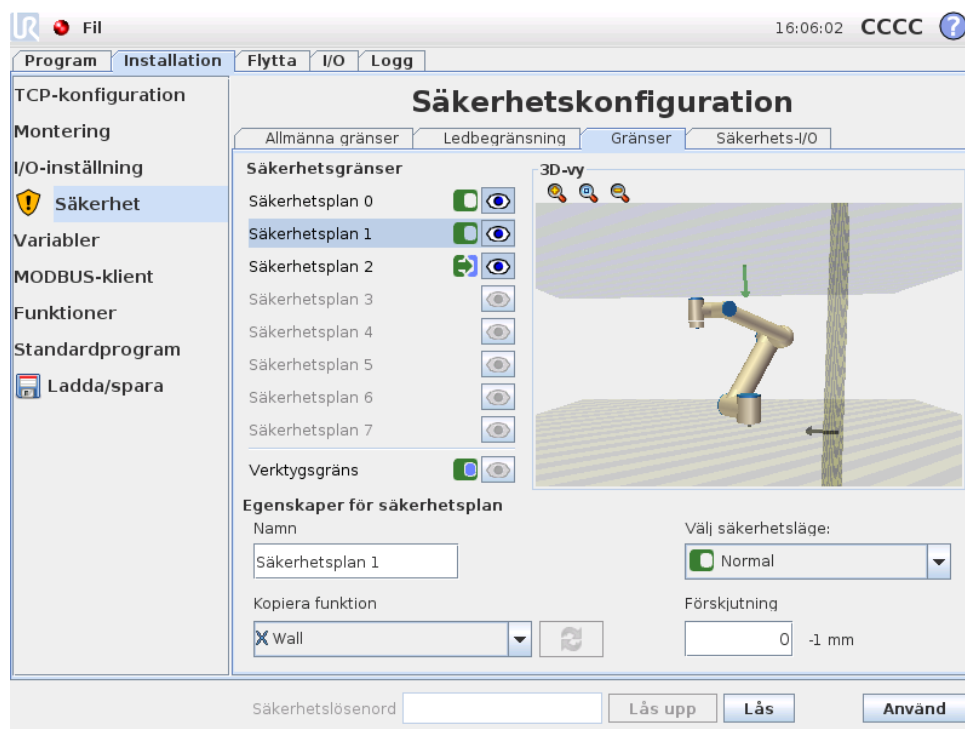 UR Fil 16:06:02 CCCC ?
Program Installation Flytta I/O Logg
TCP-konfiguration
Montering
I/O-inställning
Säkerhet
Variabler
MODBUS-klient
Funktioner
Standardprogram
Ladda/spara
Säkerhetskonfiguration
Allmänna gränser Ledbegränsning Gränser Säkerhets-I/O
Säkerhetsgränser
Säkerhetsplan 0
Säkerhetsplan 1
Säkerhetsplan 2
Säkerhetsplan 3
Säkerhetsplan 4
Säkerhetsplan 5
Säkerhetsplan 6
Säkerhetsplan 7
Verktygsgräns
3D-vy
Egenskaper för säkerhetsplan
Namn
Säkerhetsplan 1
Välj säkerhetsläge:
Normal
Kopiera funktion
Wall
Förskjutning
0 -1 mm
Säkerhetslösenord Lås upp Lås Använd